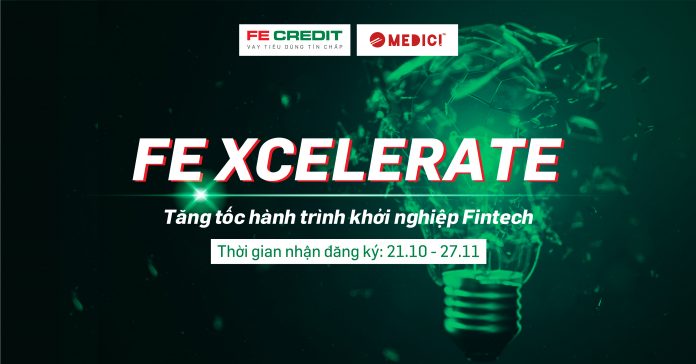 FE CREDIT
VAY TIÊU DÙNG TÍN CHẤP
MEDICI™
FE XCELERATE
Tăng tốc hành trình khởi nghiệp Fintech
Thời gian nhận đăng ký: 21.10 - 27.11